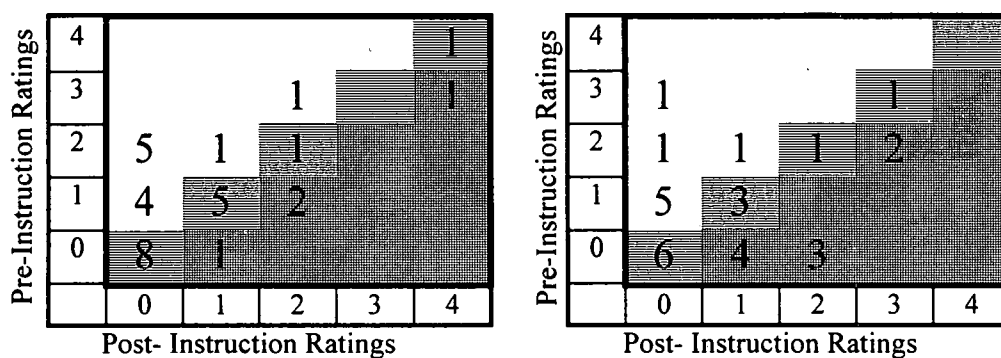 Pre-Instruction Ratings
4 1
3 1 1
2 5 1 1
1 4 5 2
0 8 1
0 1 2 3 4
Post- Instruction Ratings
Pre-Instruction Ratings
4
3 1 1
2 1 1 1 2
1 5 3
0 6 4 3
0 1 2 3 4
Post- Instruction Ratings